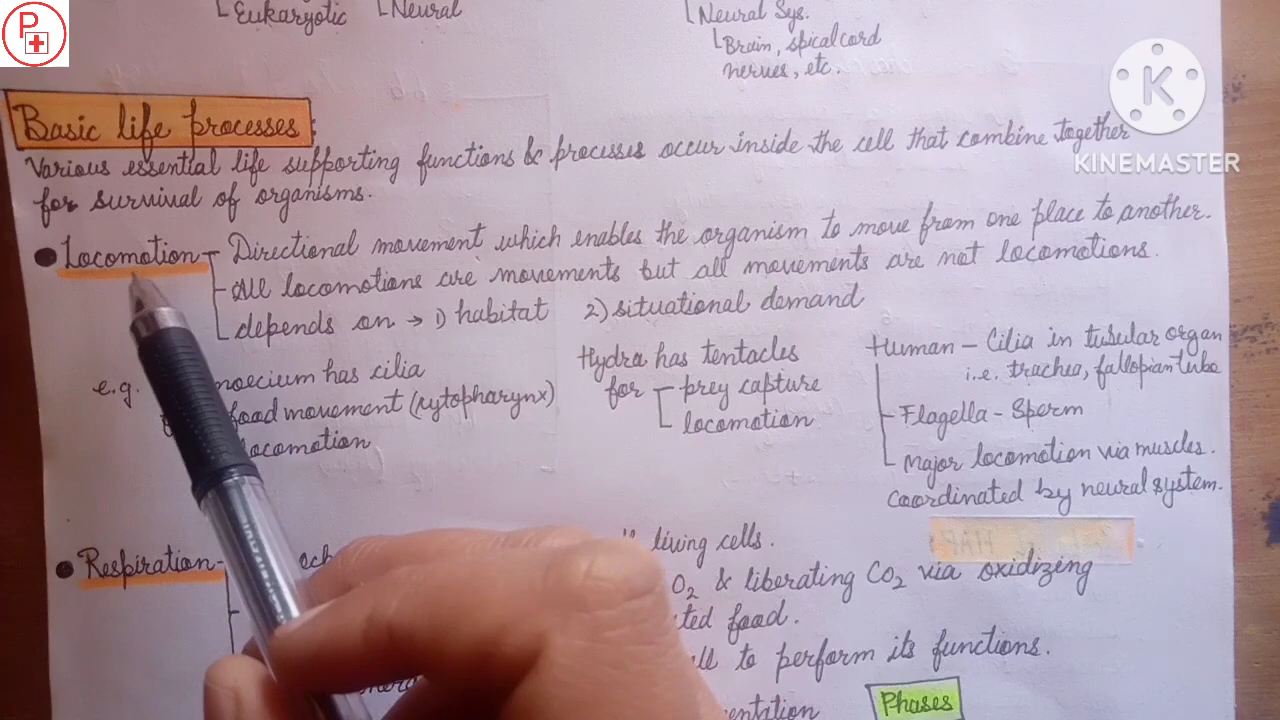 P
Eukaryotic
Neural
Neural Sys.
Brain, spical cord
nerves, etc.
K
KINEMASTER
Basic life processes:
Various essential life supporting functions & processes occur inside the cell that combine together
for survival of organisms.
Locomotion - Directional movement which enables the organism to move from one place to another.
All locomotions are movements but all movements are not locomotions.
depends on → 1) habitat 2) situational demand
e.g.
has cilia
food movement (cytopharynx)
locomotion
Hydra has tentacles
for - prey capture
locomotion
Human - Cilia in tubular organ
i.e. trachea, fallopian tube
Flagella - Sperm
Major locomotion via muscles.
coordinated by neural system.
Respiration-
living cells.
O2 & liberating CO2 via oxidizing
food.
to perform its functions.
Phases